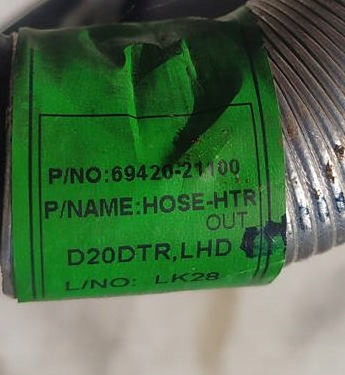 P/NO:69420-21100
P/NAME:HOSE-HTR
OUT
D20DTR,LHD
L/NO: LK28